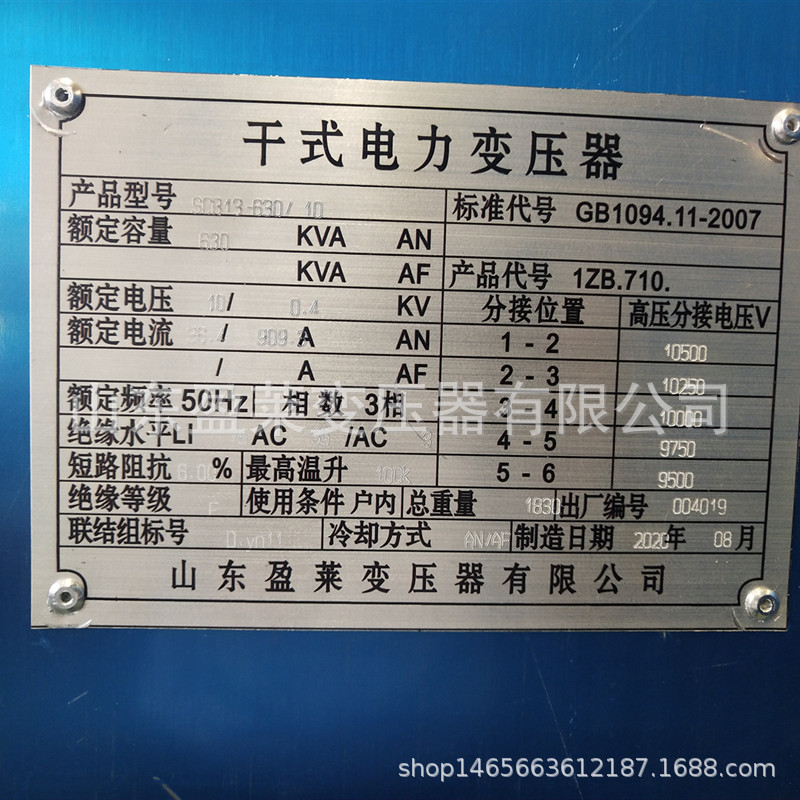 干式电力变压器
产品型号 SCB13-630/ 10 标准代号 GB1094.11-2007
额定容量 630 KVA AN
KVA AF 产品代号 1ZB.710.
额定电压 10/ 0.4 KV 分接位置 高压分接电压V
额定电流 / 909.3 A AN 1-2 10500
/ A AF 2-3 10250
额定频率 50Hz 相数 3相 3-4 10000
绝缘水平LI 75 AC /AC 3 4-5 9750
短路阻抗 6.00 % 最高温升 100k 5-6 9500
绝缘等级 F 使用条件 户内 总重量 1830 出厂编号 004019
联结组标号 D.yn11 冷却方式 AN/AF 制造日期 2020年 08月
山东盈莱变压器有限公司
山东盈莱变压器有限公司
shop1465663612187.1688.com